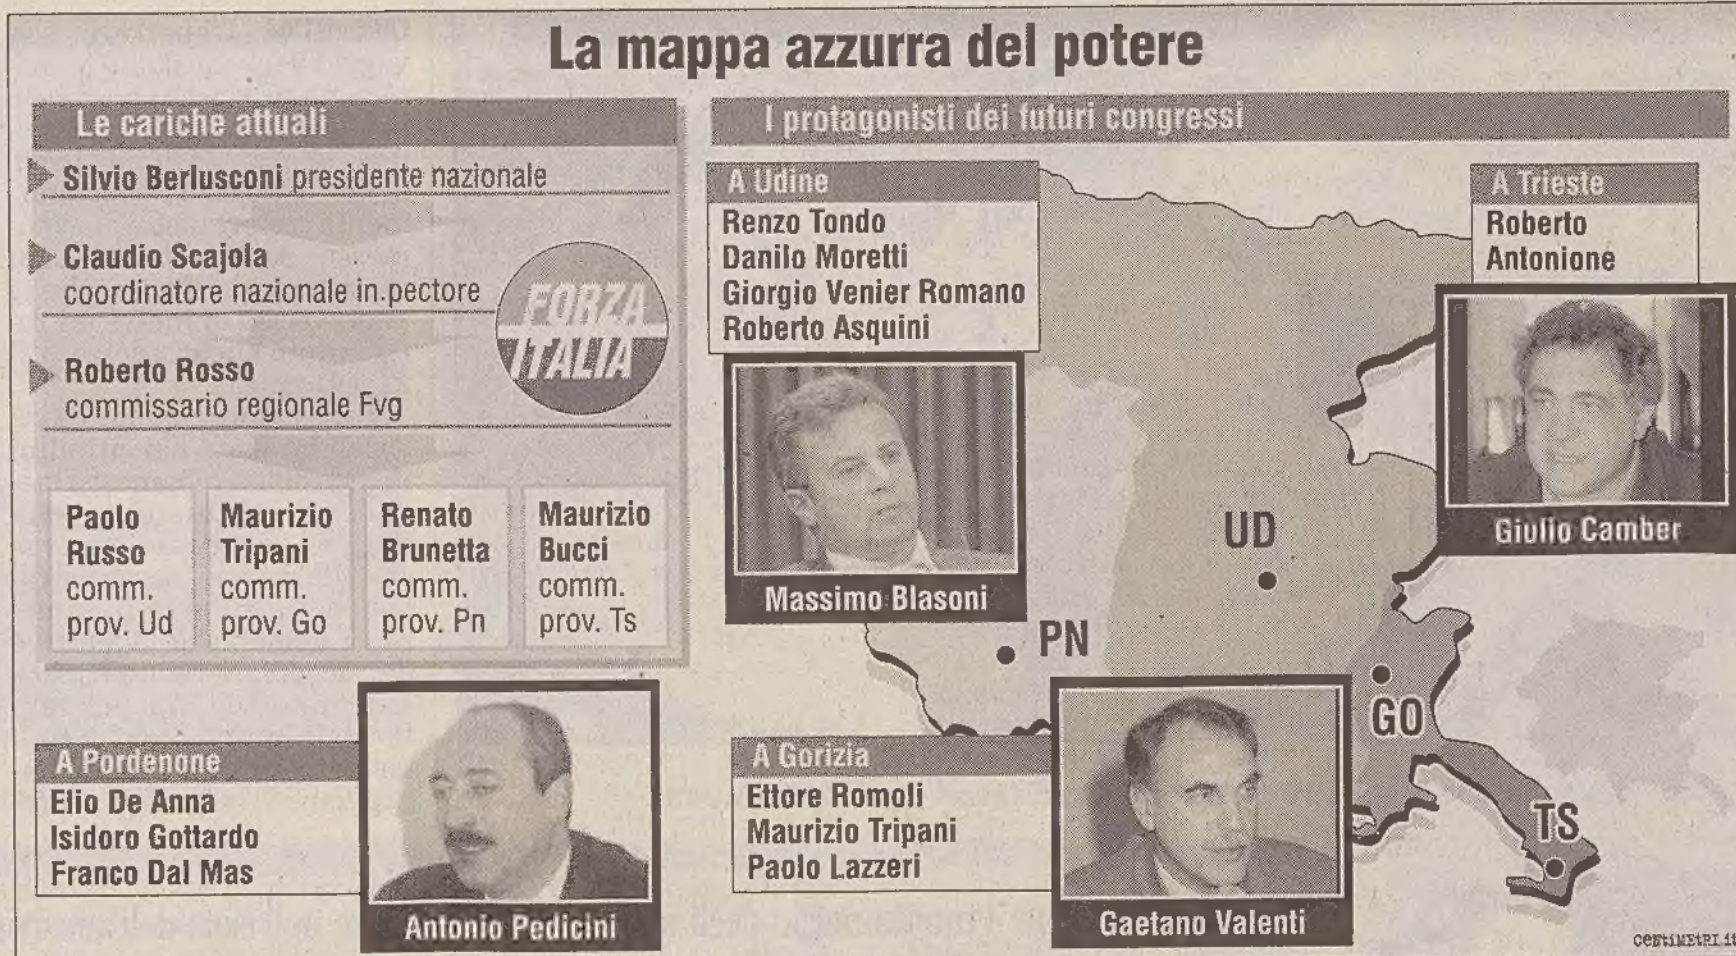 La mappa azzurra del potere
Le cariche attuali
Silvio Berlusconi presidente nazionale
Claudio Scajola
coordinatore nazionale in.pectore
Roberto Rosso
commissario regionale Fvg
FORZA
ITALIA
Paolo
Russo
comm.
prov. Ud
Maurizio
Tripani
comm.
prov. Go
Renato
Brunetta
comm.
prov. Pn
Maurizio
Bucci
comm.
prov. Ts
I protagonisti dei futuri congressi
A Udine
Renzo Tondo
Danilo Moretti
Giorgio Venier Romano
Roberto Asquini
Massimo Blasoni
A Trieste
Roberto
Antonione
Giulio Camber
UD
PN
GO
TS
A Pordenone
Elio De Anna
Isidoro Gottardo
Franco Dal Mas
Antonio Pedicini
A Gorizia
Ettore Romoli
Maurizio Tripani
Paolo Lazzeri
Gaetano Valenti
CENTIMETRI.it